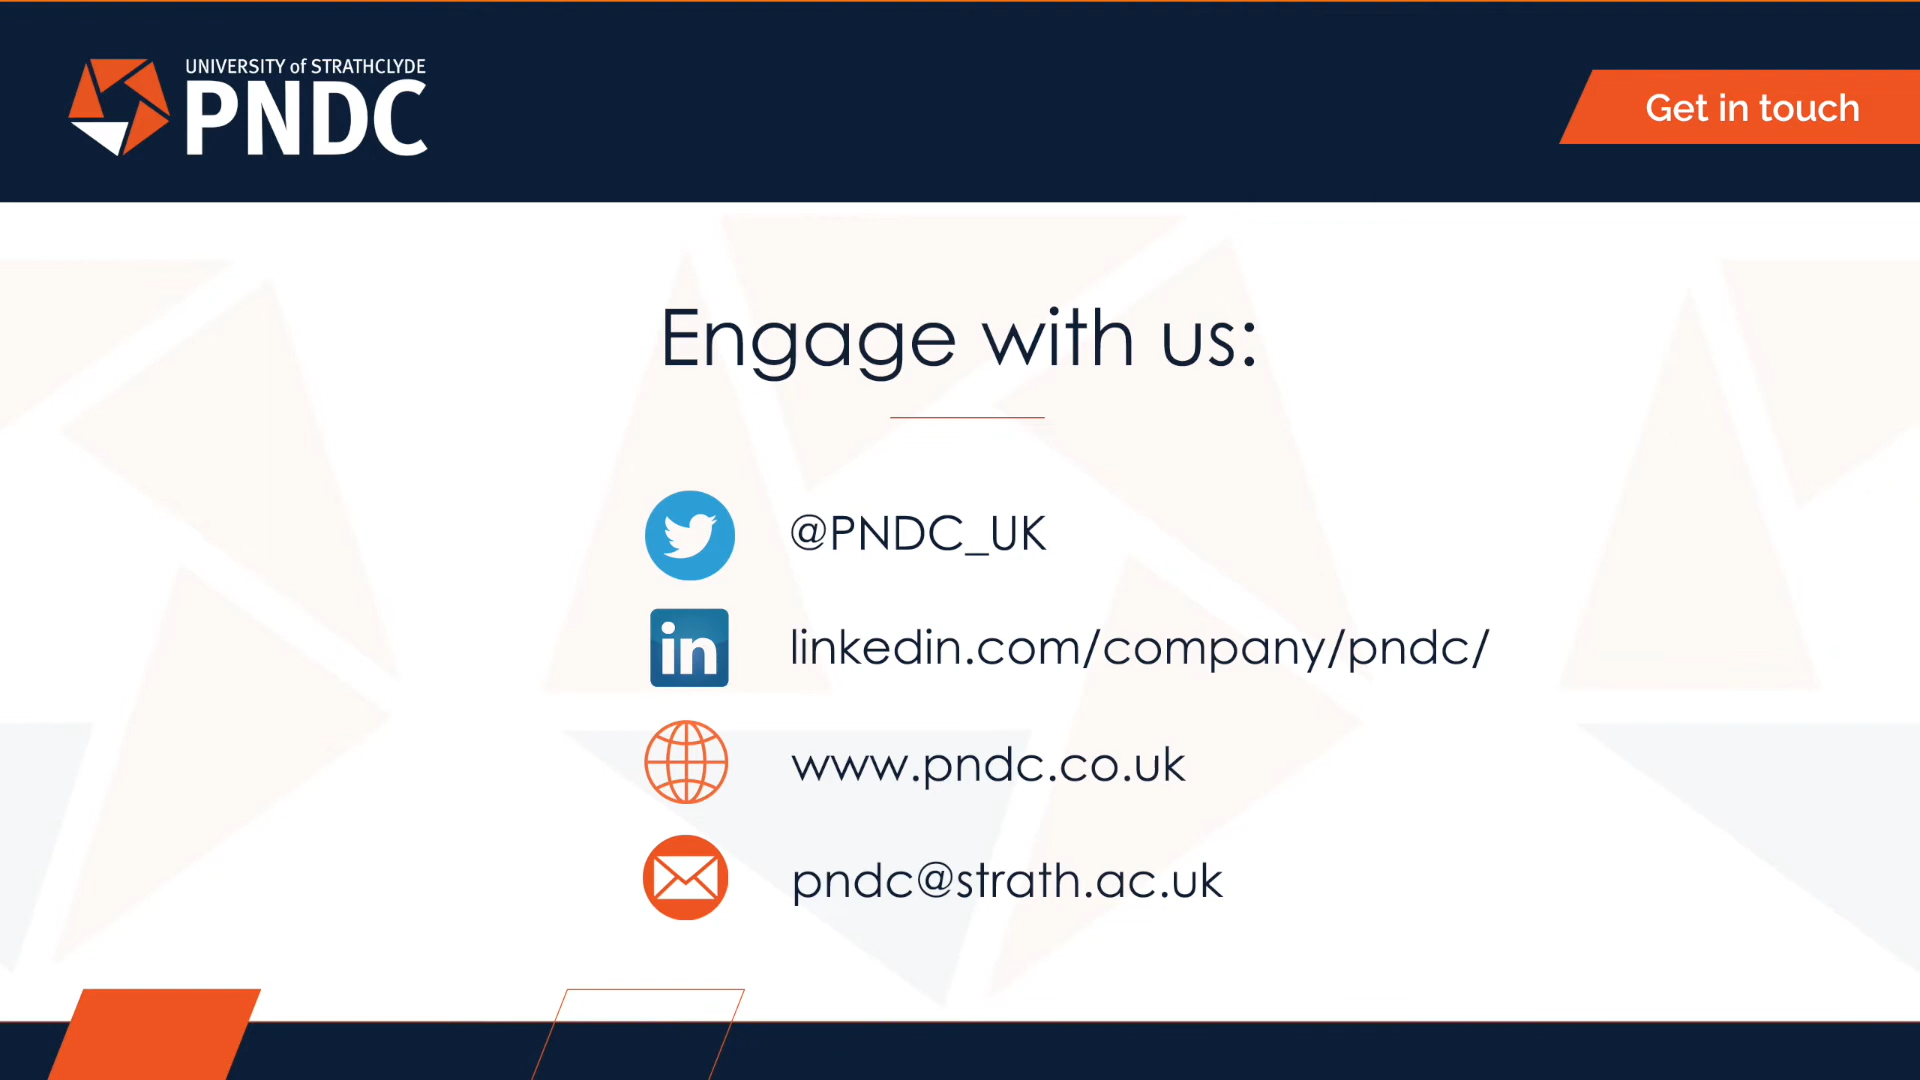 UNIVERSITY of STRATHCLYDE
PNDC
Get in touch
Engage with us:
@PNDC_UK
in
linkedin.com/company/pndc/
www.pndc.co.uk
pndc@strath.ac.uk